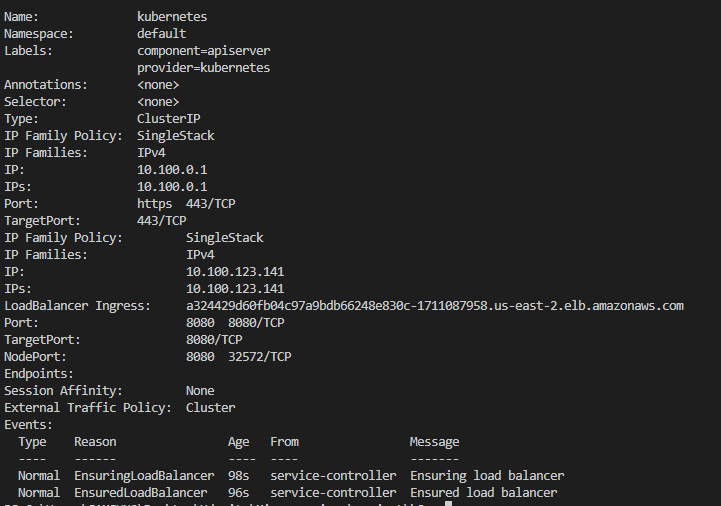 Name:              kubernetes
Namespace:         default
Labels:            component=apiserver
                   provider=kubernetes
Annotations:       <none>
Selector:          <none>
Type:              ClusterIP
IP Family Policy:  SingleStack
IP Families:       IPv4
IP:                10.100.0.1
IPs:               10.100.0.1
Port:              https  443/TCP
TargetPort:        443/TCP
IP Family Policy:         SingleStack
IP Families:              IPv4
IP:                       10.100.123.141
IPs:                      10.100.123.141
LoadBalancer Ingress:     a324429d60fb04c97a9bdb66248e830c-1711087958.us-east-2.elb.amazonaws.com
Port:                     8080  8080/TCP
TargetPort:               8080/TCP
NodePort:                 8080  32572/TCP
Endpoints:
Session Affinity:         None
External Traffic Policy:  Cluster
Events:
  Type    Reason                Age   From                Message
  ----    ------                ----  ----                -------
  Normal  EnsuringLoadBalancer  98s   service-controller  Ensuring load balancer
  Normal  EnsuredLoadBalancer   96s   service-controller  Ensured load balancer